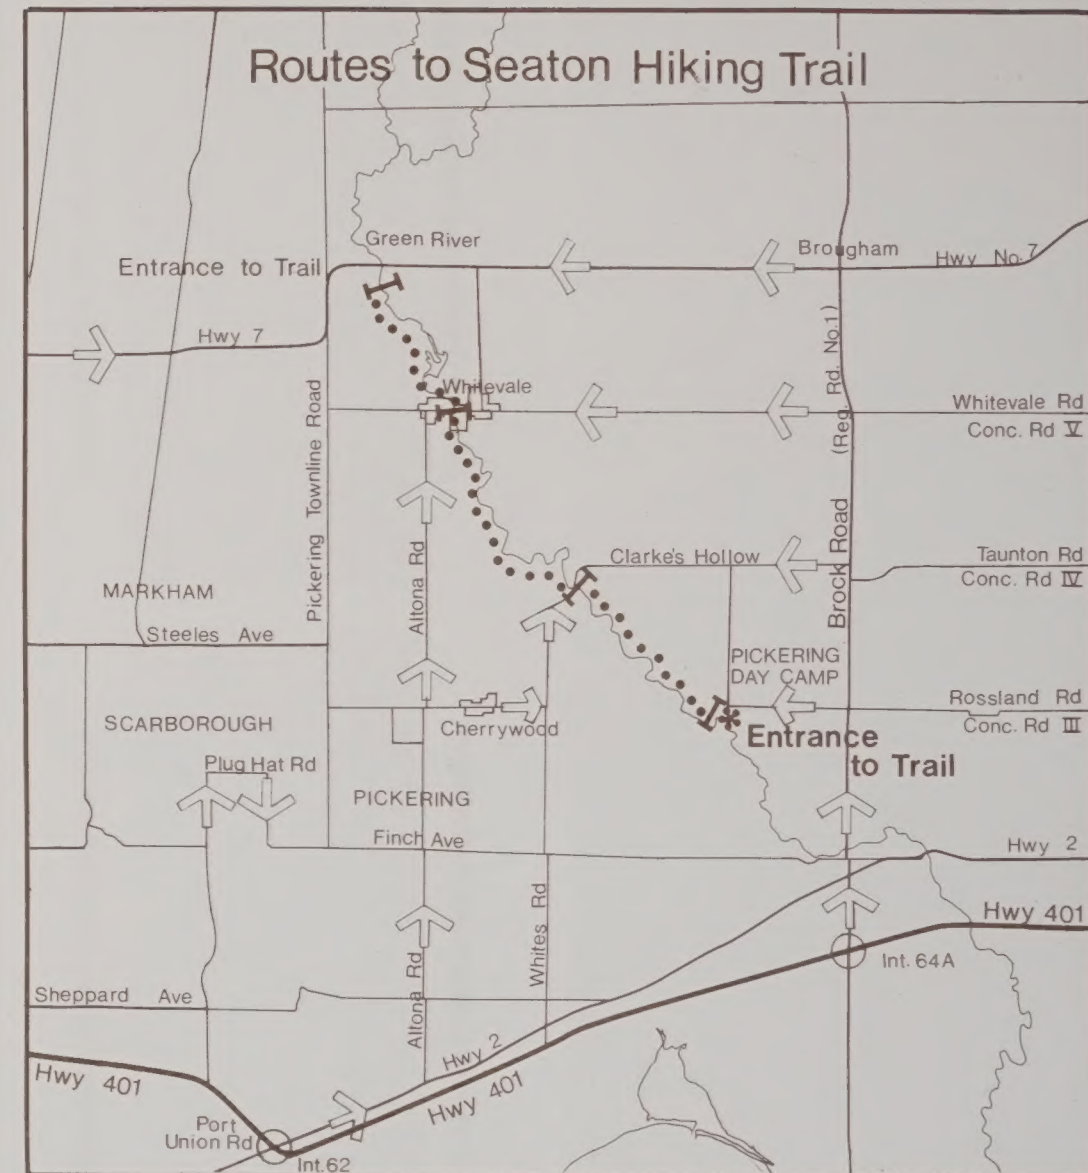 Routes to Seaton Hiking Trail
Green River
Brougham
Hwy No. 7
Entrance to Trail
Hwy 7
Pickering Townline Road
Whitevale
(Reg. Rd. No.1)
Brock Road
Whitevale Rd
Conc. Rd V
Clarke's Hollow
Taunton Rd
Conc. Rd IV
Altona Rd
MARKHAM
Steeles Ave
PICKERING
DAY CAMP
Rossland Rd
Conc. Rd III
SCARBOROUGH
Cherrywood
Entrance
to Trail
Plug Hat Rd
PICKERING
Finch Ave
Hwy 2
Whites Rd
Hwy 401
Int. 64A
Sheppard Ave
Altona Rd
Hwy 2
Hwy 401
Hwy 401
Port
Union Rd
Int.62